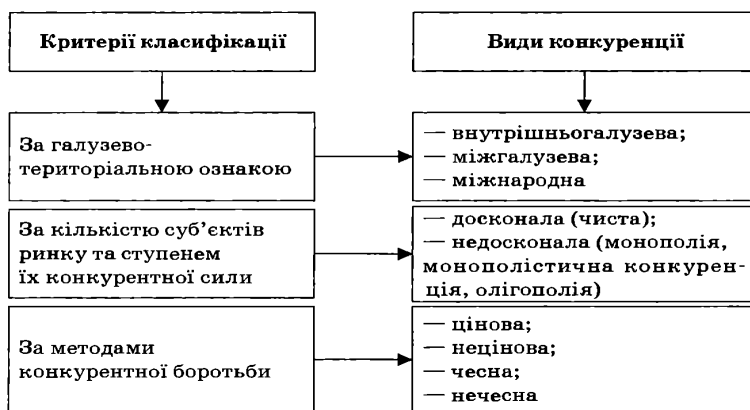 Критерії класифікації
Види конкуренції
За галузево-
територіальною ознакою
— внутрішньогалузева;
— міжгалузева;
— міжнародна
За кількістю суб’єктів
ринку та ступенем
їх конкурентної сили
— досконала (чиста);
— недосконала (монополія,
монополістична конкурен-
ція, олігополія)
За методами
конкурентної боротьби
— цінова;
— нецінова;
— чесна;
— нечесна